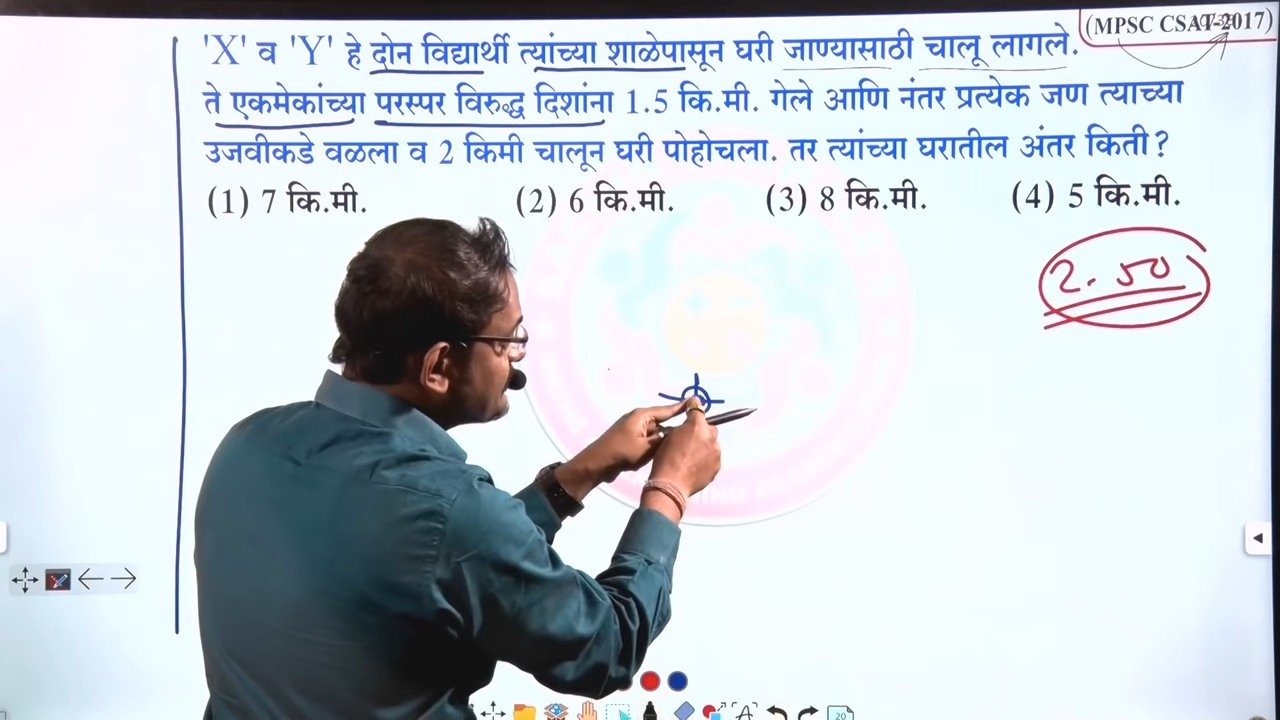 (MPSC CSAT-2017)
'X' व 'Y' हे दोन विद्यार्थी त्यांच्या शाळेपासून घरी जाण्यासाठी चालू लागले.
ते एकमेकांच्या परस्पर विरुद्ध दिशांना 1.5 कि.मी. गेले आणि नंतर प्रत्येक जण त्याच्या
उजवीकडे वळला व 2 किमी चालून घरी पोहोचला. तर त्यांच्या घरातील अंतर किती?
(1) 7 कि.मी. (2) 6 कि.मी. (3) 8 कि.मी. (4) 5 कि.मी.
2.50